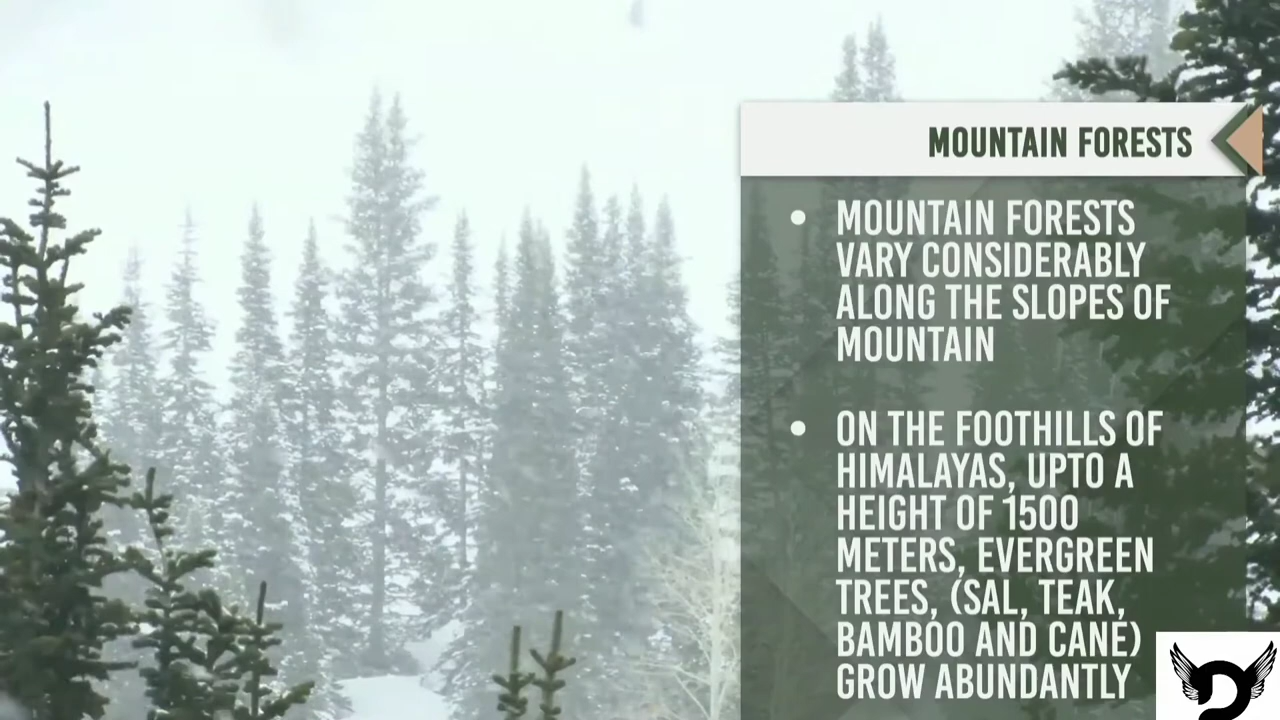 MOUNTAIN FORESTS
• MOUNTAIN FORESTS
VARY CONSIDERABLY
ALONG THE SLOPES OF
MOUNTAIN
• ON THE FOOTHILLS OF
HIMALAYAS, UPTO A
HEIGHT OF 1500
METERS, EVERGREEN
TREES, (SAL, TEAK,
BAMBOO AND CANE)
GROW ABUNDANTLY
D